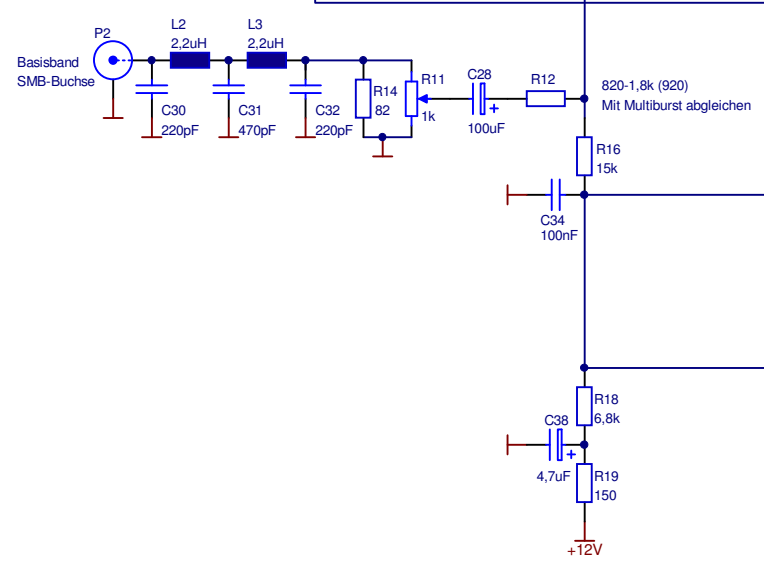 P2
L2
2,2uH
L3
2,2uH
Basisband
SMB-Buchse
C30
220pF
C31
470pF
C32
220pF
R14
82
R11
1k
C28
+
100uF
R12
820-1,8k (920)
Mit Multiburst abgleichen
R16
15k
C34
100nF
R18
6,8k
C38
+
4,7uF
R19
150
+12V